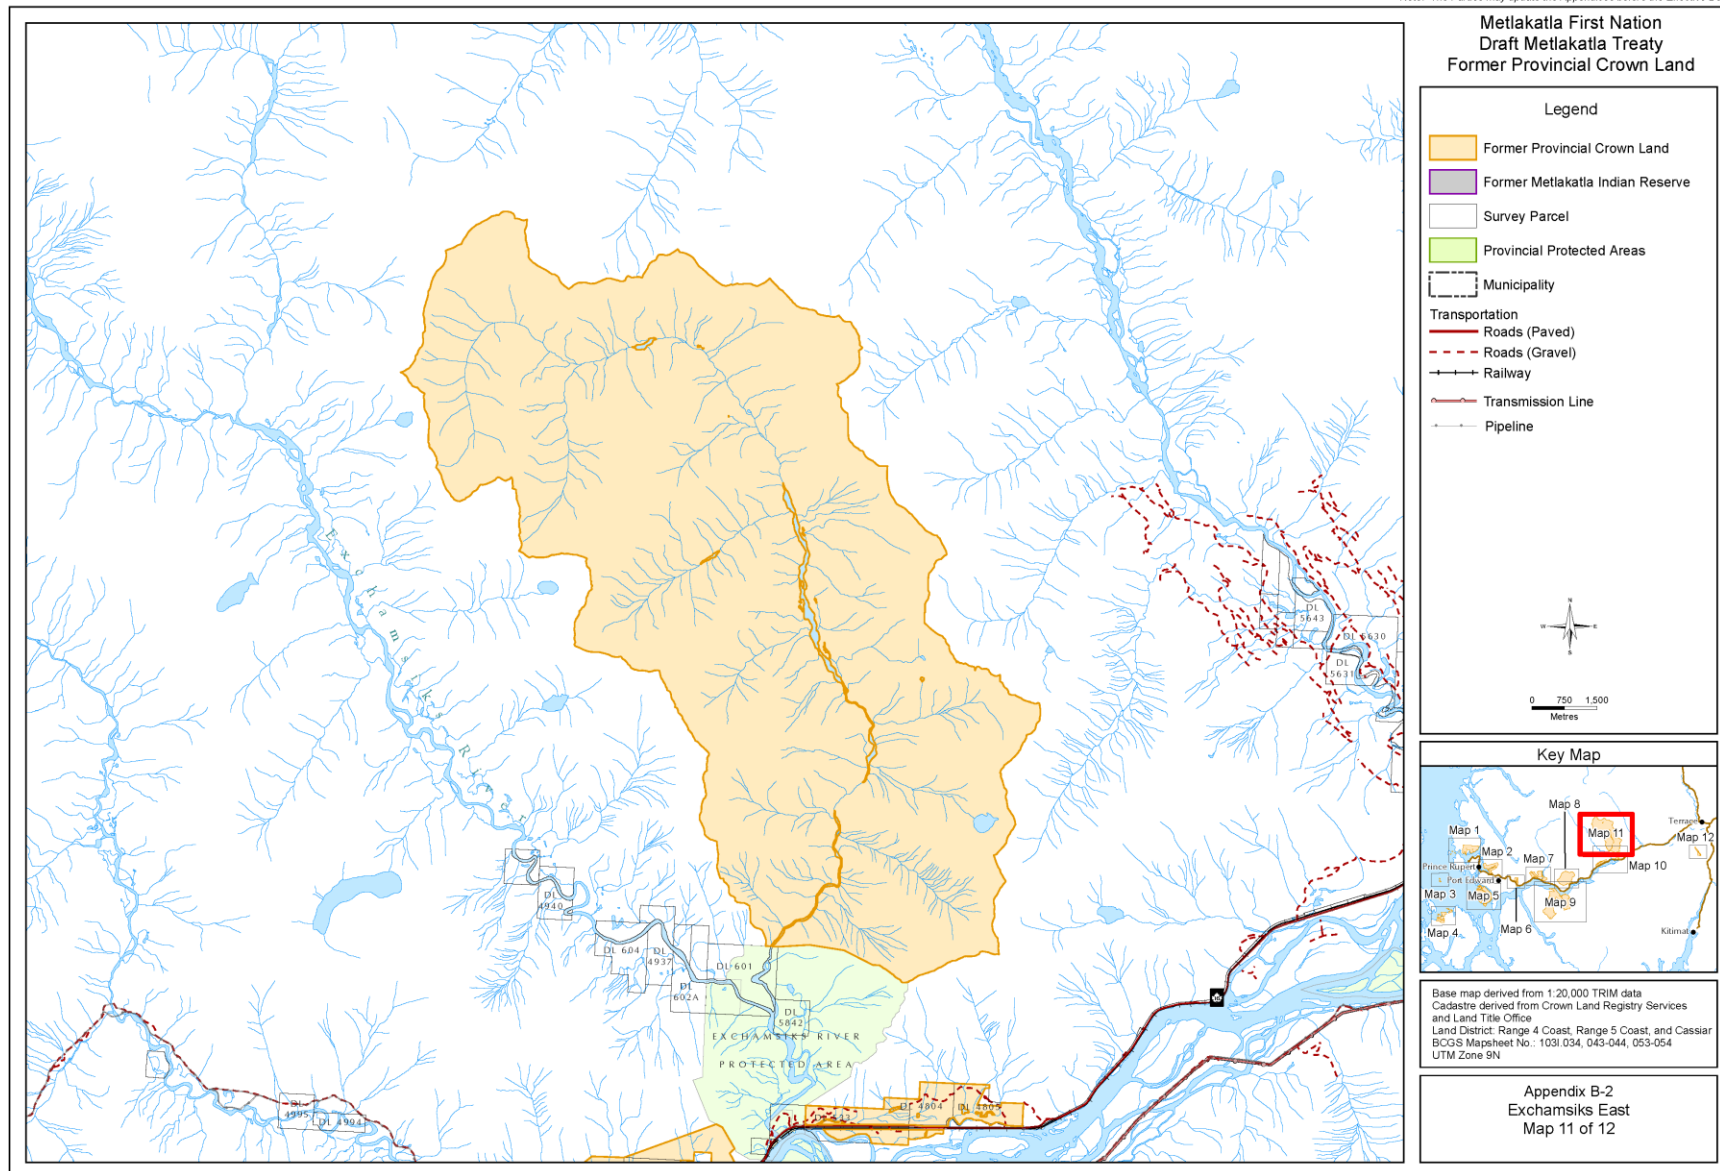 Metlakatla First Nation
Draft Metlakatla Treaty
Former Provincial Crown Land
Legend
Former Provincial Crown Land
Former Metlakatla Indian Reserve
Survey Parcel
Provincial Protected Areas
Municipality
Transportation
Roads (Paved)
Roads (Gravel)
Railway
Transmission Line
Pipeline
N
W E
S
0 750 1,500
Metres
Key Map
Map 8
Map 1
Map 11
Terrace
Map 12
Map 2
Prince Rupert
Map 7
Map 10
Port Edward
Map 3
Map 5
Map 9
Map 4
Map 6
Kitimat
Base map derived from 1:20,000 TRIM data
Cadastre derived from Crown Land Registry Services
and Land Title Office
Land District: Range 4 Coast, Range 5 Coast, and Cassiar
BCGS Mapsheet No.: 103I.034, 043-044, 053-054
UTM Zone 9N
Appendix B-2
Exchamsiks East
Map 11 of 12
Exchamsiks River
DL
5643
DL 5630
DL
5631
DL
4940
DL 604
DL
4937
DL 601
DL
602A
DL
5842
EXCHAMSIKS RIVER
PROTECTED AREA
DL 4804
DL 4805
DL
4995
DL 4994